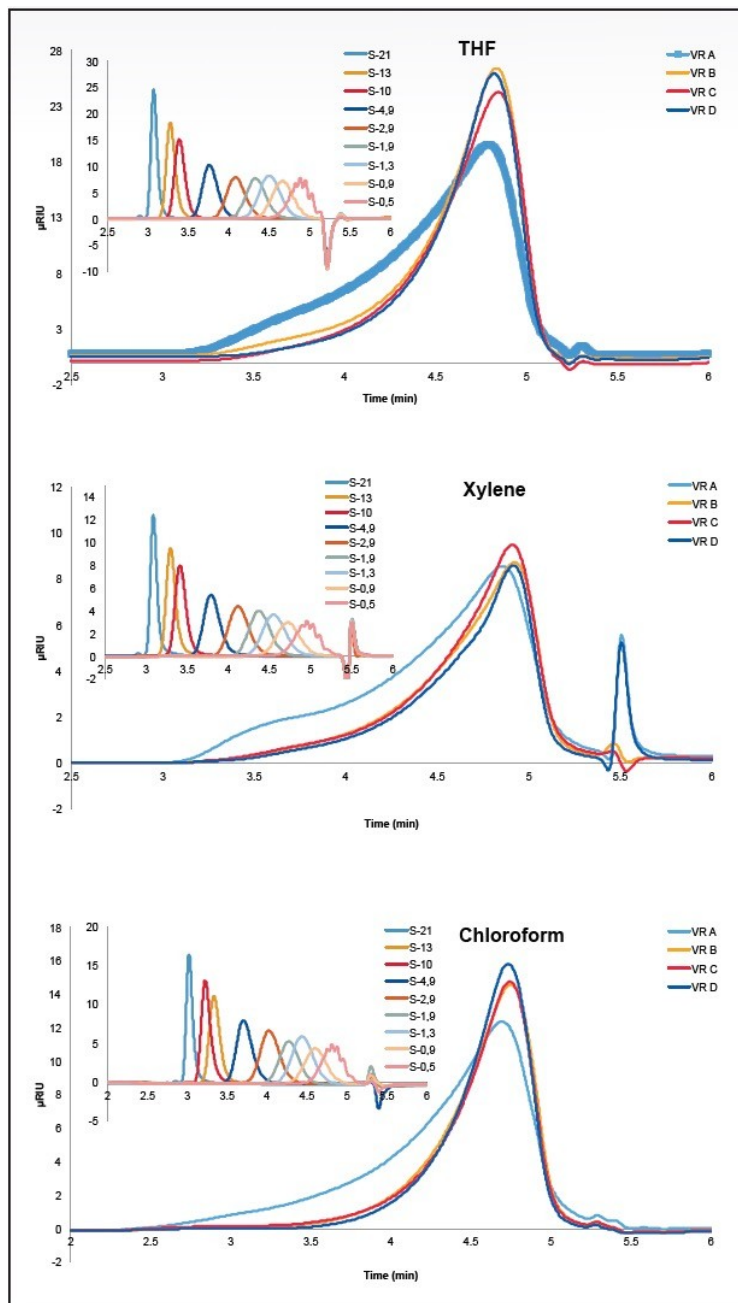 THF
28
23
18
13
8
3
-2
µRIU
2.5 3 3.5 4 4.5 5 5.5 6
Time (min)
VR A
VR B
VR C
VR D
30
25
20
15
10
5
0
-5
-10
2.5 3 3.5 4 4.5 5 5.5 6
S-21
S-13
S-10
S-4,9
S-2,9
S-1,9
S-1,3
S-0,9
S-0,5
Xylene
12
10
8
6
4
2
0
-2
µRIU
2.5 3 3.5 4 4.5 5 5.5 6
Time (min)
VR A
VR B
VR C
VR D
14
12
10
8
6
4
2
0
-2
2.5 3 3.5 4 4.5 5 5.5 6
S-21
S-13
S-10
S-4,9
S-2,9
S-1,9
S-1,3
S-0,9
S-0,5
Chloroform
18
16
14
12
10
8
6
4
2
0
-2
µRIU
2 2.5 3 3.5 4 4.5 5 5.5 6
Time (min)
VR A
VR B
VR C
VR D
20
15
10
5
0
-5
2 2.5 3 3.5 4 4.5 5 5.5 6
S-21
S-13
S-10
S-4,9
S-2,9
S-1,9
S-1,3
S-0,9
S-0,5